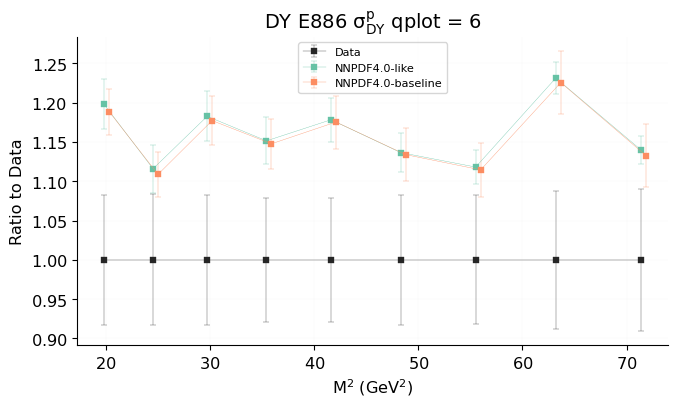 DY E886 σ^p_DY qplot = 6
Data
NNPDF4.0-like
NNPDF4.0-baseline
Ratio to Data
1.25
1.20
1.15
1.10
1.05
1.00
0.95
0.90
20 30 40 50 60 70
M² (GeV²)